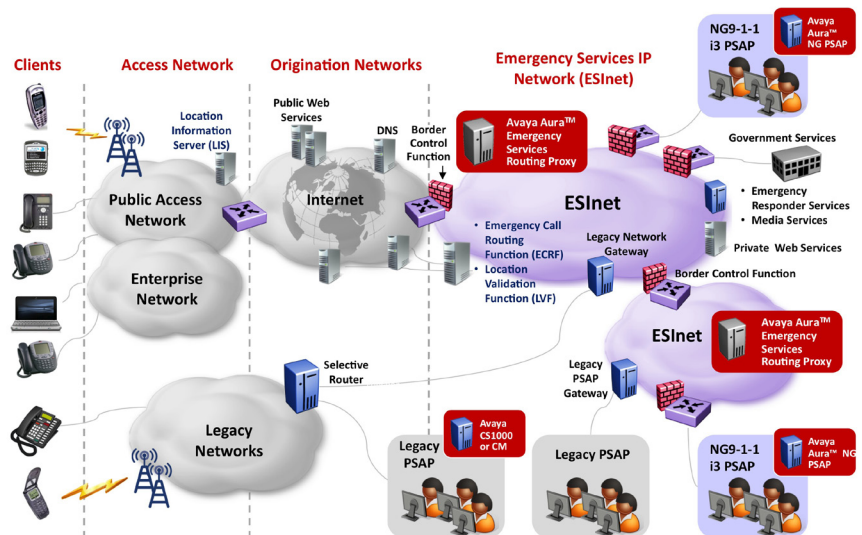 Clients
Access Network
Origination Networks
Emergency Services IP
Network (ESInet)
NG9-1-1
i3 PSAP
Avaya
Aura™
NG PSAP
Location
Information
Server (LIS)
Public Web
Services
DNS
Border
Control
Function
Avaya Aura™
Emergency
Services
Routing Proxy
Government Services
Public Access
Network
Internet
ESInet
• Emergency
Responder Services
• Media Services
• Emergency Call
Routing
Function (ECRF)
• Location
Validation
Function (LVF)
Legacy Network
Gateway
Private Web Services
Enterprise
Network
Border Control Function
ESInet
Avaya Aura™
Emergency
Services
Routing Proxy
Selective
Router
Legacy
PSAP
Gateway
Legacy
Networks
Legacy
PSAP
Avaya
CS1000
or CM
Legacy PSAP
NG9-1-1
i3 PSAP
Avaya
Aura™ NG
PSAP